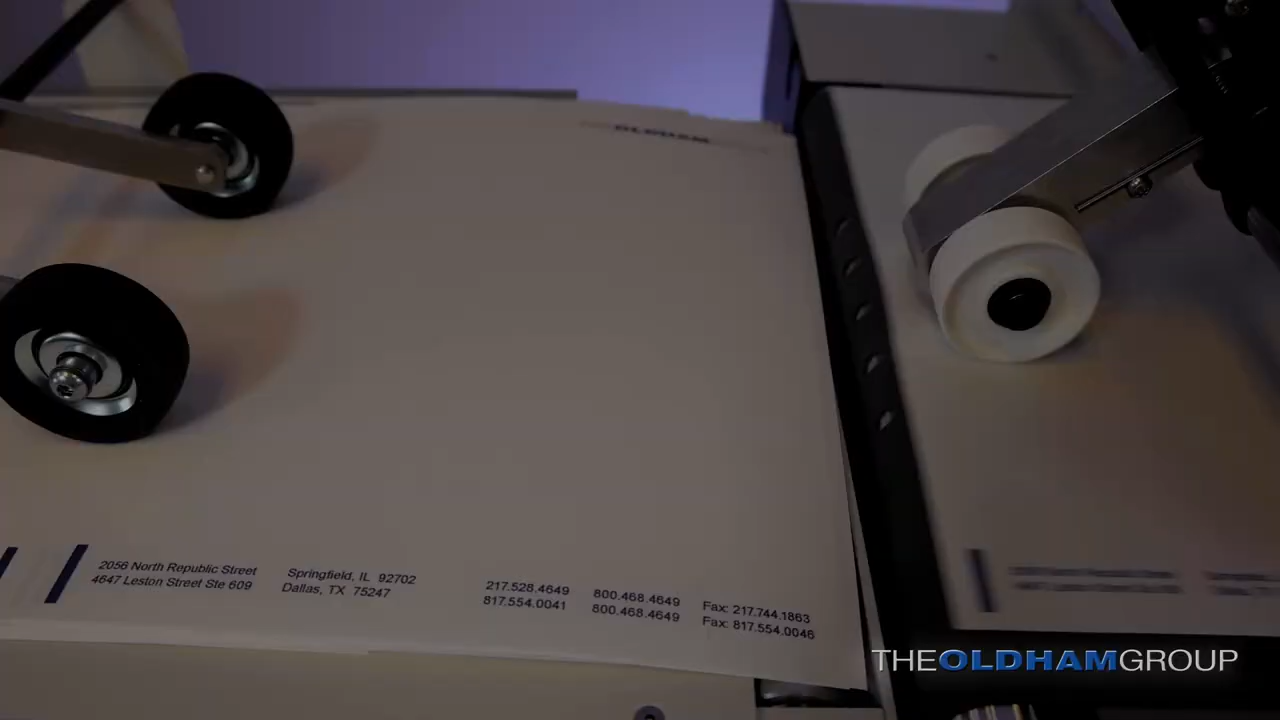 OLDHAM
2056 North Republic Street Springfield, IL 92702 217.528.4649 800.468.4649 Fax: 217.744.1863
4647 Leston Street Ste 609 Dallas, TX 75247 817.554.0041 800.468.4649 Fax: 817.554.0046
THEOLDHAMGROUP